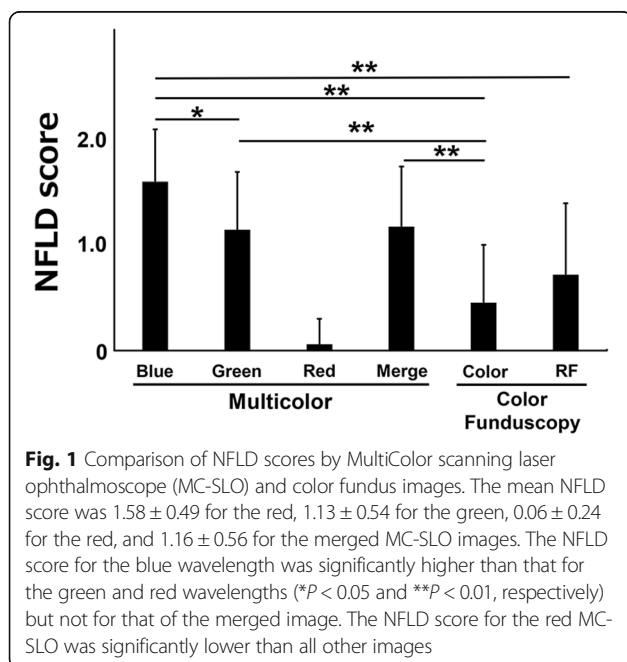 **
**
*
**
**
2.0
1.0
0
NFLD score
Blue Green Red Merge Color RF
Multicolor
Color
Funduscopy
Fig. 1 Comparison of NFLD scores by MultiColor scanning laser
ophthalmoscope (MC-SLO) and color fundus images. The mean NFLD
score was 1.58 ± 0.49 for the red, 1.13 ± 0.54 for the green, 0.06 ± 0.24
for the red, and 1.16 ± 0.56 for the merged MC-SLO images. The NFLD
score for the blue wavelength was significantly higher than that for
the green and red wavelengths (*P < 0.05 and **P < 0.01, respectively)
but not for that of the merged image. The NFLD score for the red MC-
SLO was significantly lower than all other images